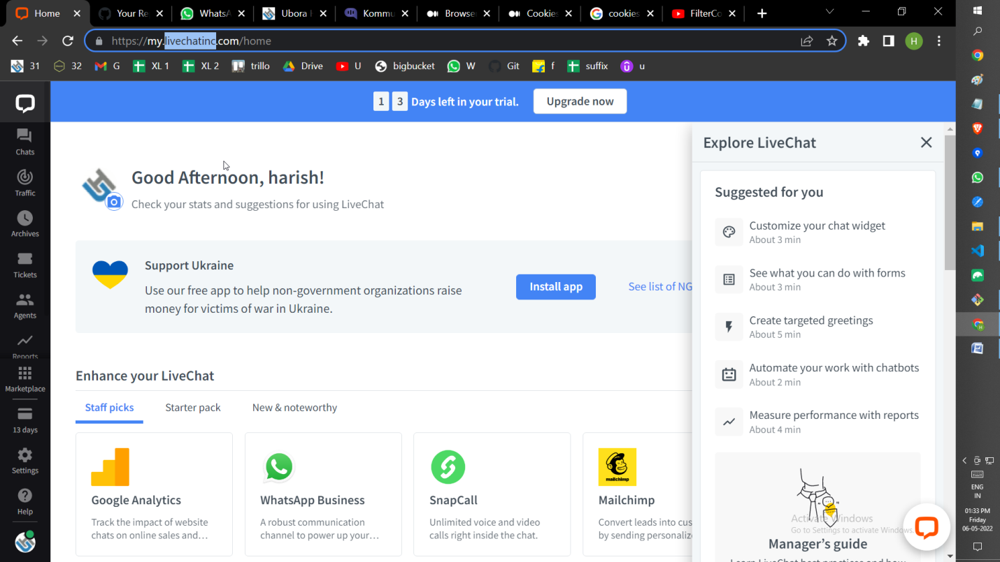 Home
Your Re
WhatsA
Ubora
Kommu
Browse
Cookies
cookies
FilterCo
https://my.livechatinc.com/home
H
31
32
G
XL 1
XL 2
trillo
Drive
U
bigbucket
W
Git
f
suffix
u
1 3 Days left in your trial.
Upgrade now
Chats
Traffic
Archives
Tickets
Agents
Reports
Marketplace
13 days
Settings
Help
Good Afternoon, harish!
Check your stats and suggestions for using LiveChat
Support Ukraine
Use our free app to help non-government organizations raise
money for victims of war in Ukraine.
Install app
See list of NG
Enhance your LiveChat
Staff picks
Starter pack
New & noteworthy
Google Analytics
Track the impact of website
chats on online sales and…
WhatsApp Business
A robust communication
channel to power up your…
SnapCall
Unlimited voice and video
calls right inside the chat.
mailchimp
Mailchimp
Convert leads into cus
by sending personalize
Explore LiveChat
Suggested for you
Customize your chat widget
About 3 min
See what you can do with forms
About 3 min
Create targeted greetings
About 5 min
Automate your work with chatbots
About 2 min
Measure performance with reports
About 4 min
Activate Windows
Go to Settings to activate Windows.
Manager’s guide
Learn LiveChat best practices and how
ENG
IN
01:33 PM
Friday
06-05-2022